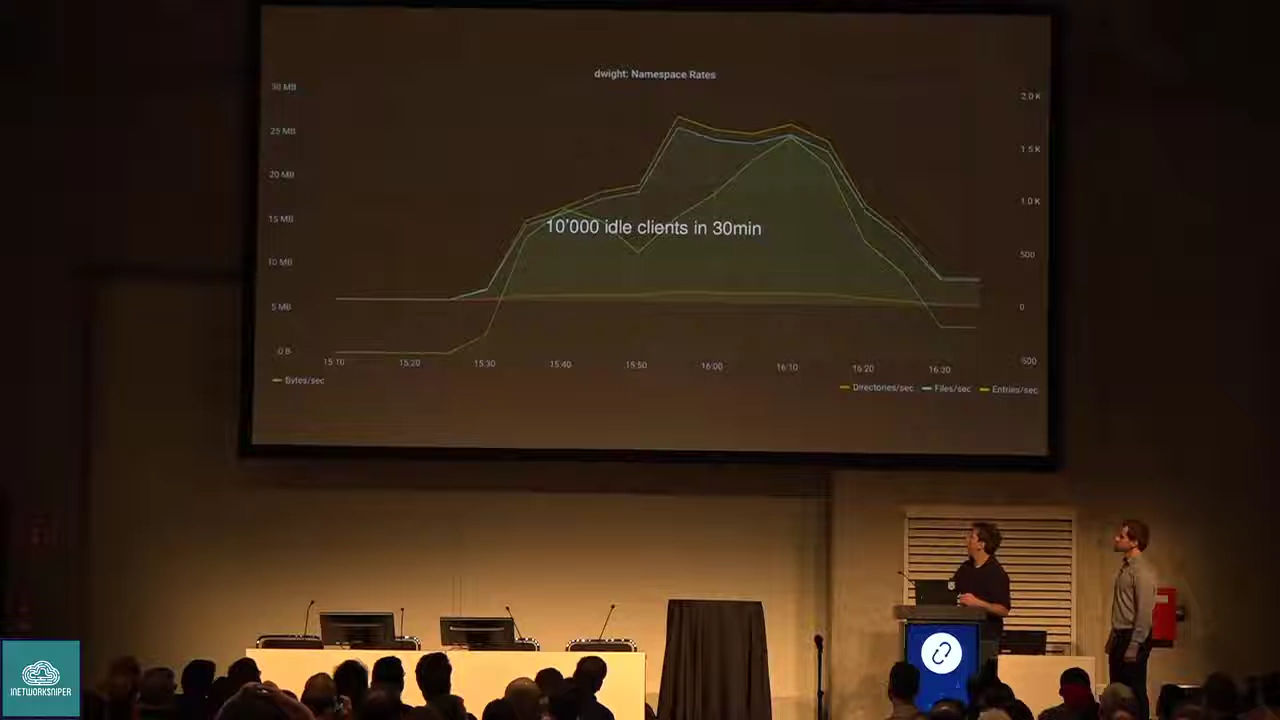 dwight: Namespace Rates
30 MB
25 MB
20 MB
15 MB
10 MB
5 MB
0 B
2.0 K
1.5 K
1.0 K
500
0
500
10'000 idle clients in 30min
15:10
15:20
15:30
15:40
15:50
16:00
16:10
16:20
16:30
Bytes/sec
Directories/sec
Files/sec
Entries/sec
INETWORKSNIPER